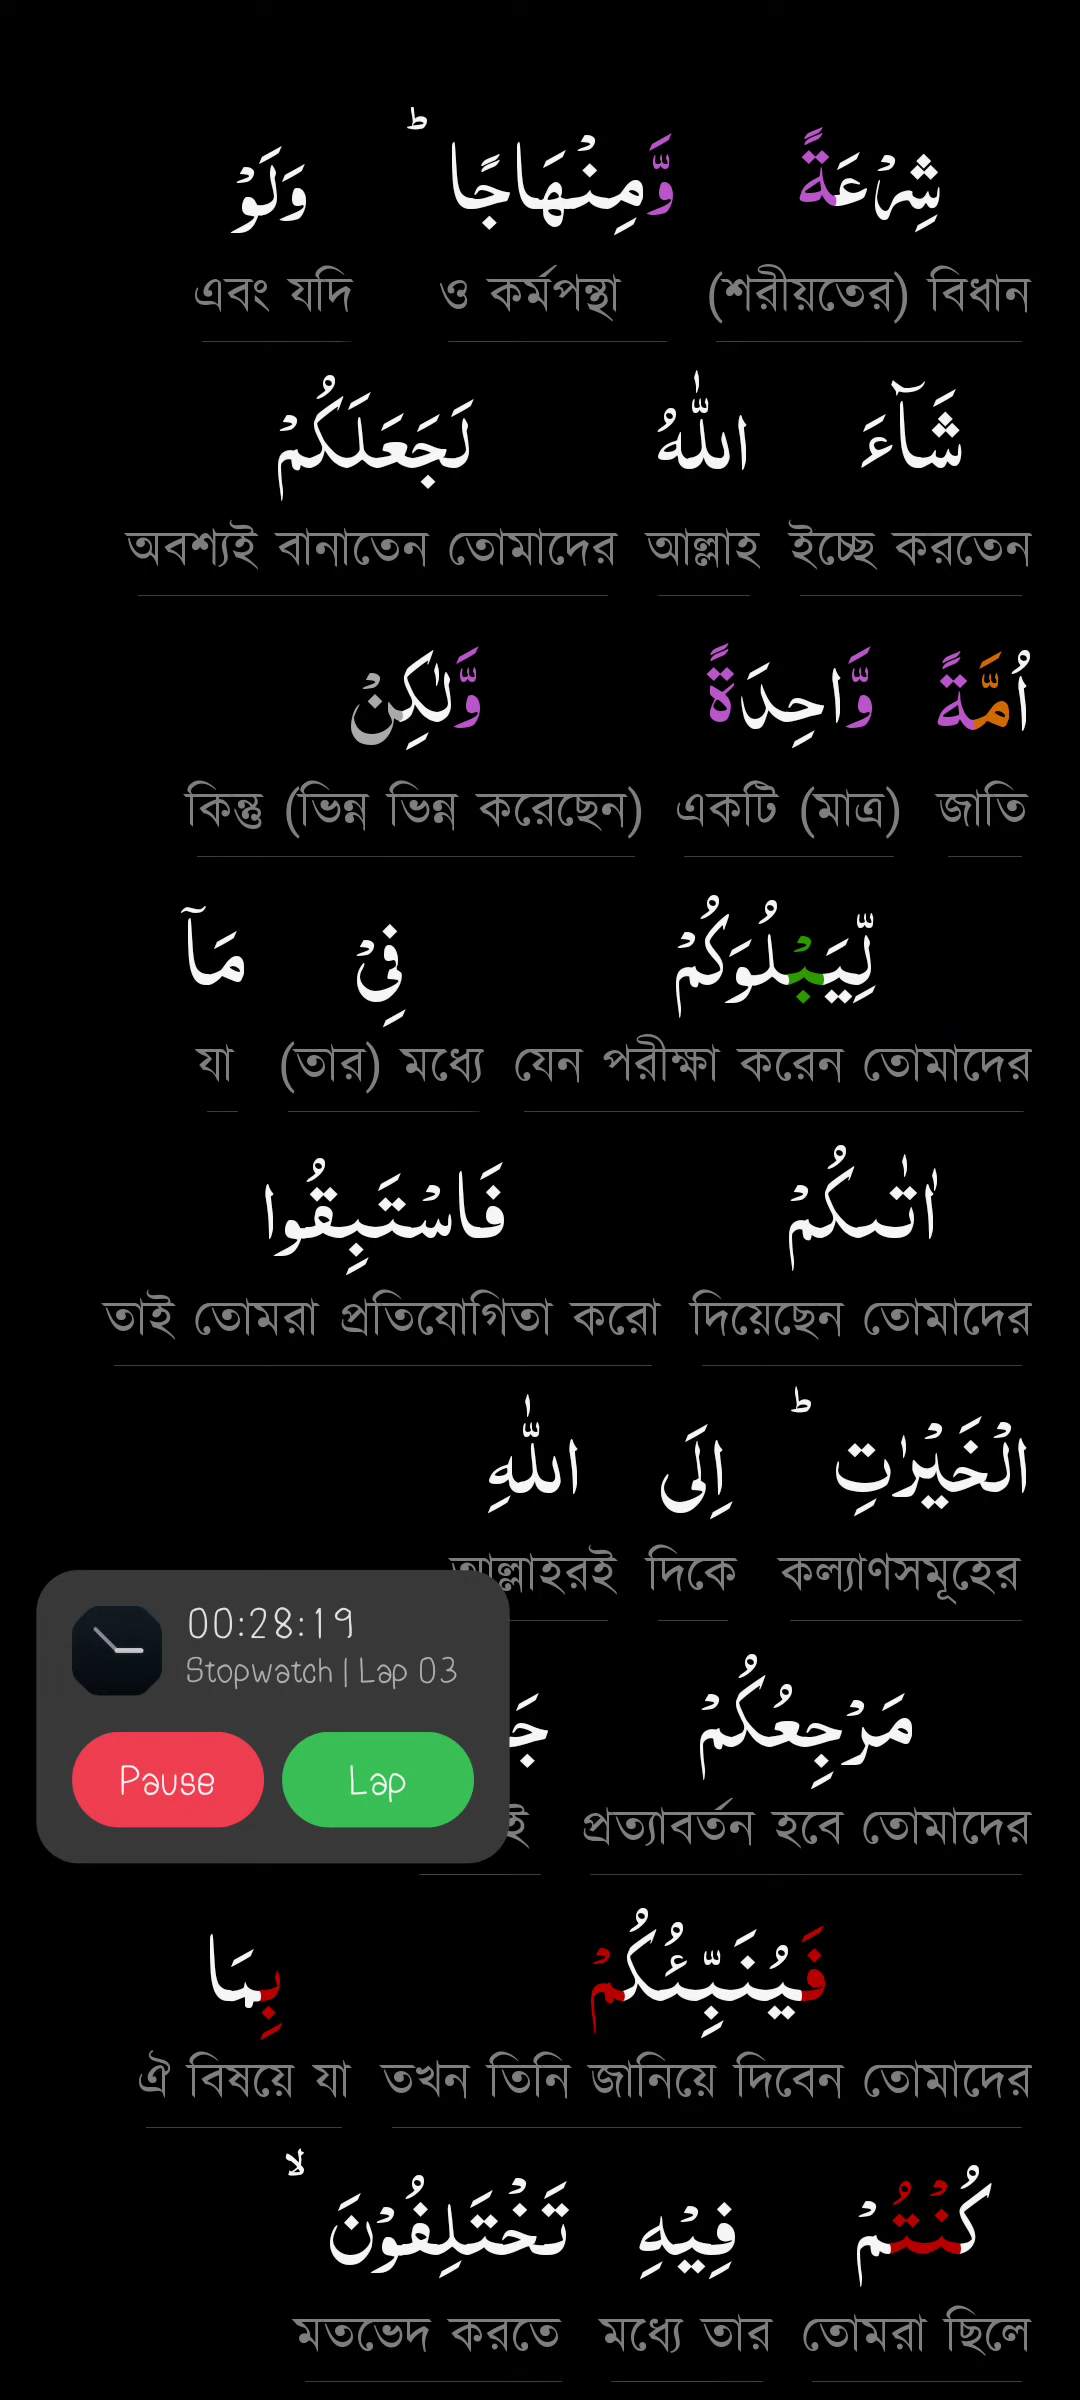 شِرْعَةً وَّمِنْهَاجًا ؕ وَلَوْ
(শরীয়তের) বিধান ও কর্মপন্থা এবং যদি
شَآءَ اللّٰهُ لَجَعَلَكُمْ
ইচ্ছে করতেন আল্লাহ অবশ্যই বানাতেন তোমাদের
اُمَّةً وَّاحِدَةً وَّلٰكِنْ
জাতি একটি (মাত্র) কিন্তু (ভিন্ন ভিন্ন করেছেন)
لِّيَبْلُوَكُمْ فِيْ مَآ
যেন পরীক্ষা করেন তোমাদের (তার) মধ্যে যা
اٰتٰىكُمْ فَاسْتَبِقُوا
দিয়েছেন তোমাদের তাই তোমরা প্রতিযোগিতা করো
الْخَيْرٰتِ ؕ اِلَى اللّٰهِ
কল্যাণসমূহের দিকে আল্লাহরই
00:28:19
Stopwatch | Lap 03
مَرْجِعُكُمْ
Pause Lap
প্রত্যাবর্তন হবে তোমাদের
فَيُنَبِّئُكُمْ بِمَا
তখন তিনি জানিয়ে দিবেন তোমাদের ঐ বিষয়ে যা
كُنْتُمْ فِيْهِ تَخْتَلِفُوْنَ ۙ
তোমরা ছিলে মধ্যে তার মতভেদ করতে